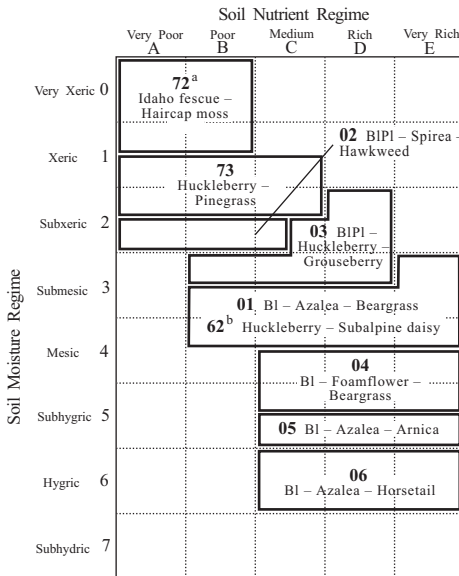 Soil Nutrient Regime
Very Poor Poor Medium Rich Very Rich
A B C D E
Soil Moisture Regime
Very Xeric 0
72a
Idaho fescue –
Haircap moss
02 BlPl – Spirea –
Hawkweed
Xeric 1
73
Huckleberry –
Pinegrass
Subxeric 2
03 BlPl –
Huckleberry –
Grouseberry
Submesic 3
01 Bl – Azalea – Beargrass
62b Huckleberry – Subalpine daisy
Mesic 4
04
Bl – Foamflower –
Beargrass
Subhygric 5
05 Bl – Azalea – Arnica
Hygric 6
06
Bl – Azalea – Horsetail
Subhydric 7